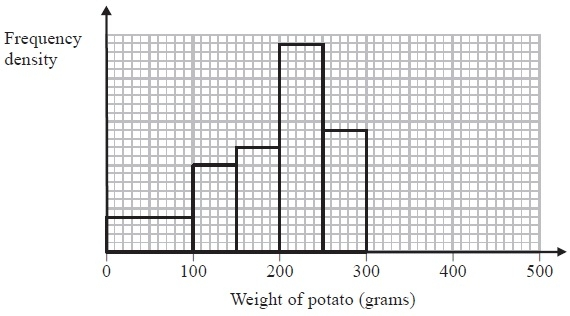 Frequency
density
0 100 200 300 400 500
Weight of potato (grams)